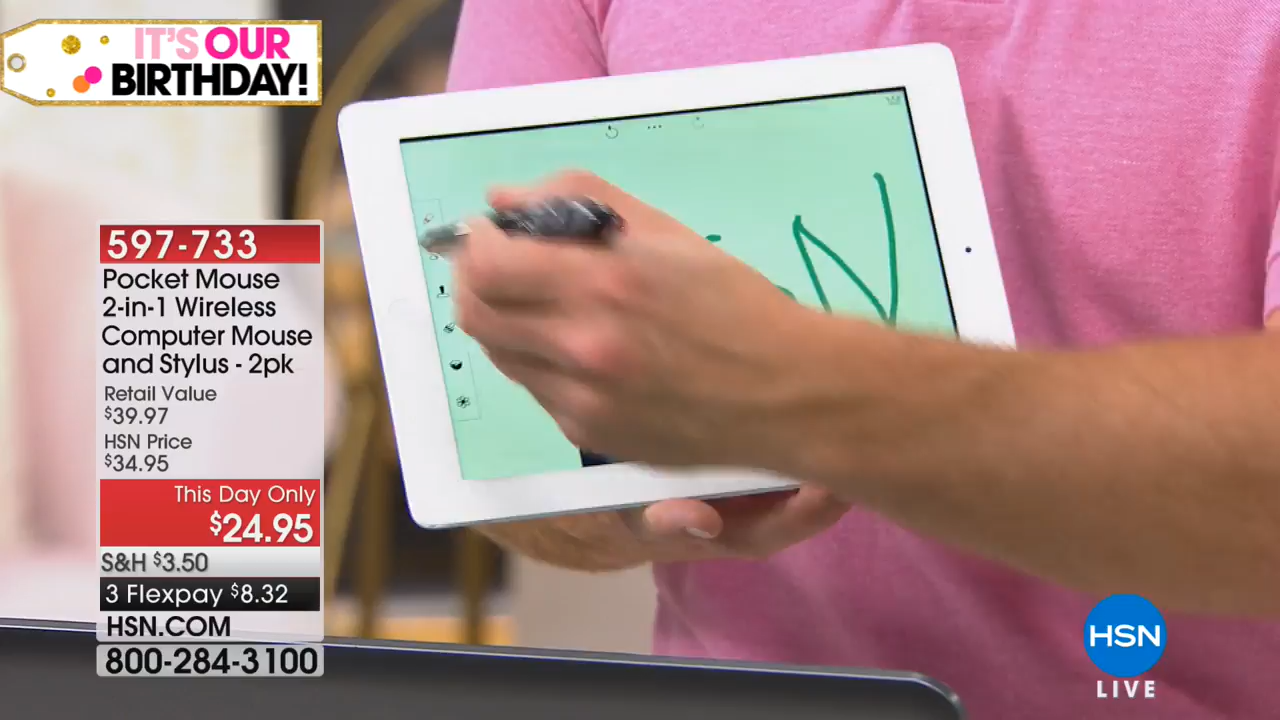 IT'S OUR
BIRTHDAY!
597-733
Pocket Mouse
2-in-1 Wireless
Computer Mouse
and Stylus - 2pk
Retail Value
$39.97
HSN Price
$34.95
This Day Only
$24.95
S&H $3.50
3 Flexpay $8.32
HSN.COM
800-284-3100
N
HSN
LIVE